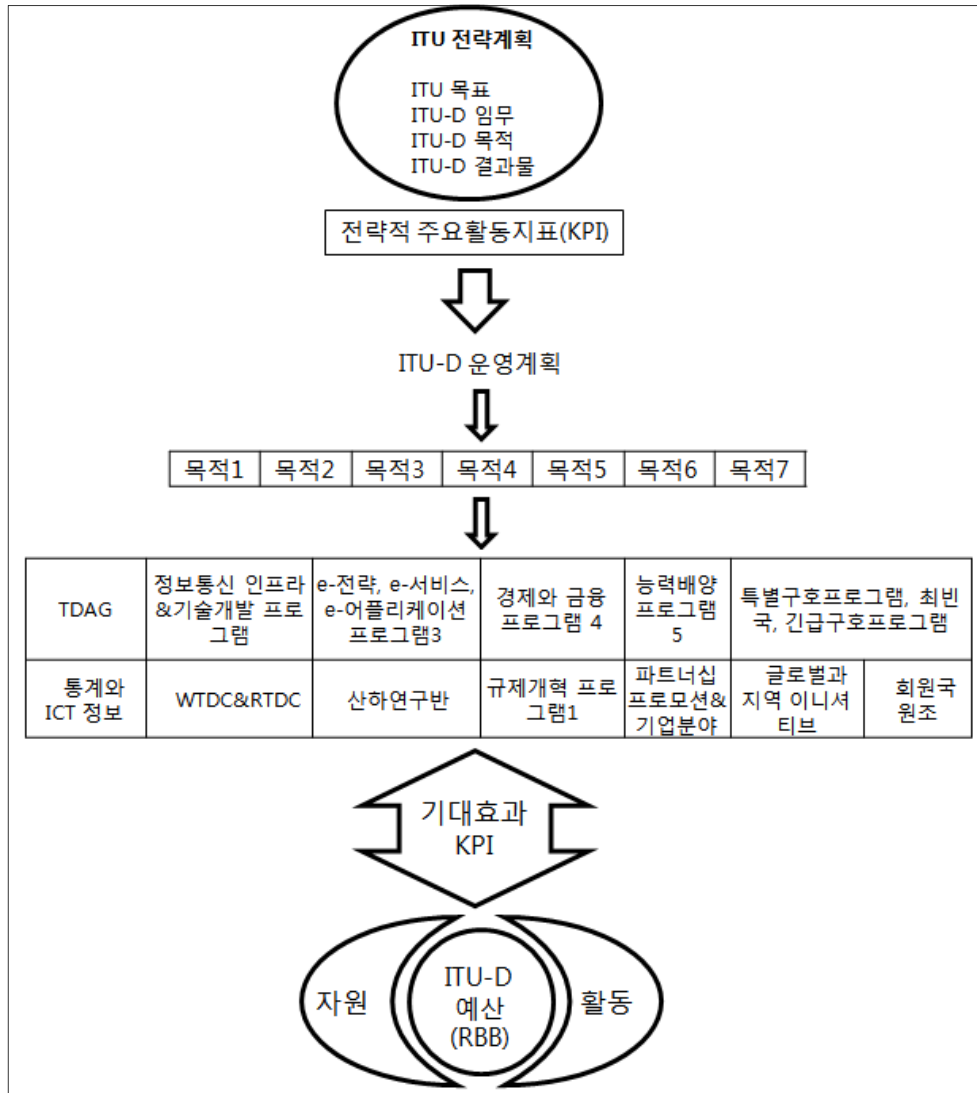 ITU 전략계획
ITU 목표
ITU-D 임무
ITU-D 목적
ITU-D 결과물
전략적 주요활동지표(KPI)
ITU-D 운영계획
목적1
목적2
목적3
목적4
목적5
목적6
목적7
TDAG
정보통신 인프라
&기술개발 프로
그램
e-전략, e-서비스,
e-어플리케이션
프로그램3
경제와 금융
프로그램 4
능력배양
프로그램
5
특별구호프로그램, 최빈
국, 긴급구호프로그램
통계와
ICT 정보
WTDC&RTDC
산하연구반
규제개혁 프로
그램1
파트너십
프로모션&
기업분야
글로벌과
지역 이니셔
티브
회원국
원조
기대효과
KPI
자원
ITU-D
예산
(RBB)
활동